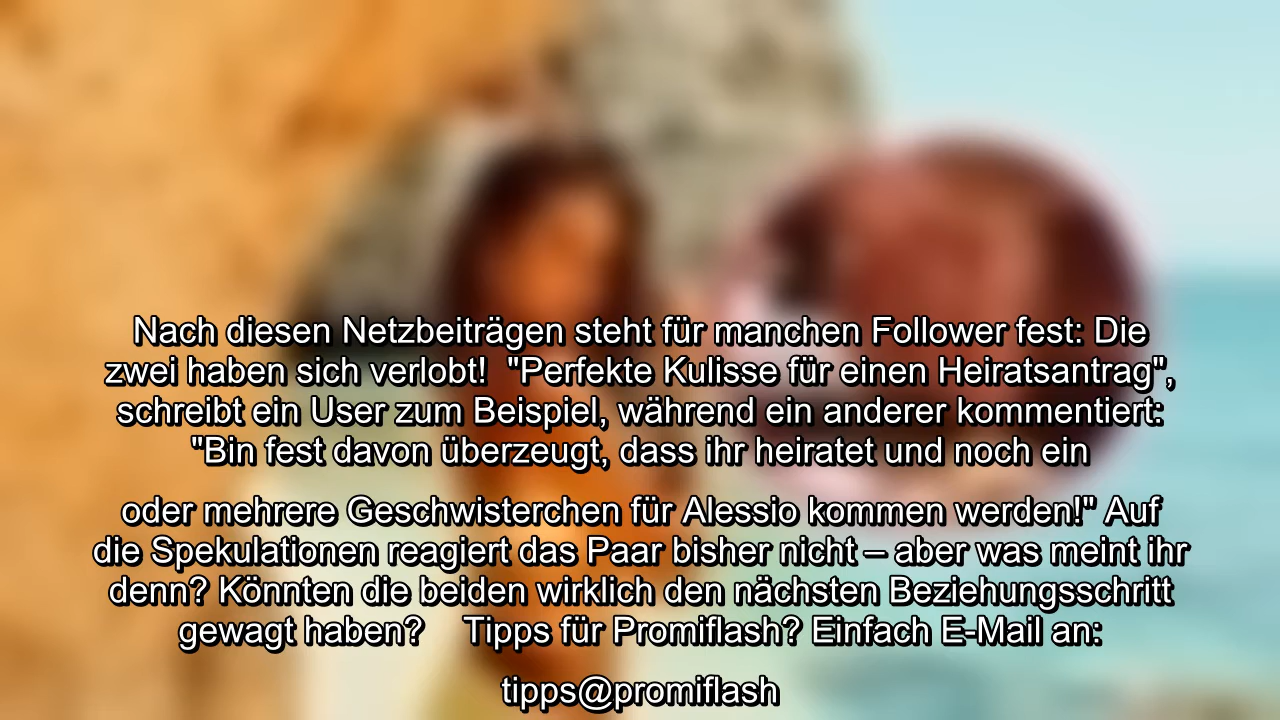 Nach diesen Netzbeiträgen steht für manchen Follower fest: Die
zwei haben sich verlobt!  "Perfekte Kulisse für einen Heiratsantrag",
schreibt ein User zum Beispiel, während ein anderer kommentiert:
"Bin fest davon überzeugt, dass ihr heiratet und noch ein
oder mehrere Geschwisterchen für Alessio kommen werden!" Auf
die Spekulationen reagiert das Paar bisher nicht – aber was meint ihr
denn? Könnten die beiden wirklich den nächsten Beziehungsschritt
gewagt haben?    Tipps für Promiflash? Einfach E-Mail an:
tipps@promiflash